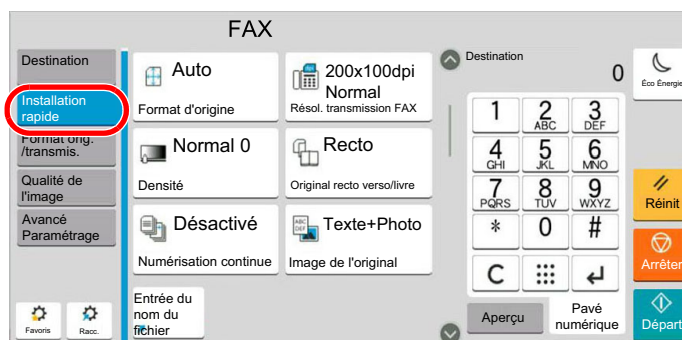 FAX
Destination
Installation
rapide
Format orig.
/transmis.
Qualité de
l'image
Avancé
Paramétrage
Favoris
Racc.
Auto
Format d'origine
200x100dpi
Normal
Résol. transmission FAX
Normal 0
Densité
Recto
Original recto verso/livre
Désactivé
Numérisation continue
ABC
DEF
Texte+Photo
Image de l'original
Entrée du
nom du
fichier
Destination
0
1
2
ABC
3
DEF
4
GHI
5
JKL
6
MNO
7
PQRS
8
TUV
9
WXYZ
*
0
#
C
Aperçu
Pavé
numérique
Éco Énergie
Réinit
Arrêter
Départ